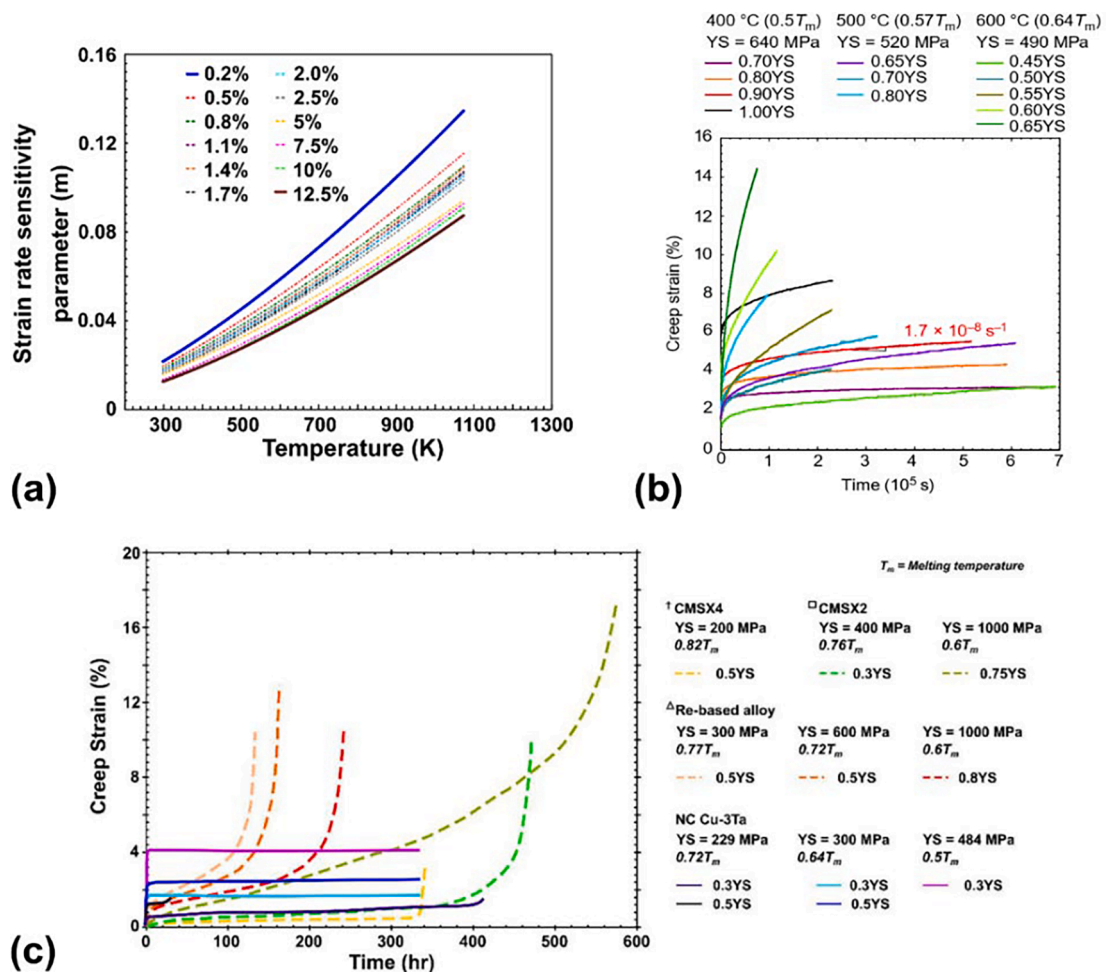 0.16
0.12
0.08
0.04
0
Strain rate sensitivity
parameter (m)
0.2%
0.5%
0.8%
1.1%
1.4%
1.7%
2.0%
2.5%
5%
7.5%
10%
12.5%
300 500 700 900 1100 1300
Temperature (K)
(a)
400 °C (0.5Tm)
YS = 640 MPa
0.70YS
0.80YS
0.90YS
1.00YS
500 °C (0.57Tm)
YS = 520 MPa
0.65YS
0.70YS
0.80YS
600 °C (0.64Tm)
YS = 490 MPa
0.45YS
0.50YS
0.55YS
0.60YS
0.65YS
16
14
12
10
8
6
4
2
0
Creep strain (%)
1.7 × 10⁻⁸ s⁻¹
0 1 2 3 4 5 6 7
Time (10⁵ s)
(b)
20
16
12
8
4
0
Creep Strain (%)
0 100 200 300 400 500 600
Time (hr)
(c)
Tm = Melting temperature
†CMSX4
YS = 200 MPa
0.82Tm
0.5YS
□CMSX2
YS = 400 MPa
0.76Tm
0.3YS
YS = 1000 MPa
0.6Tm
0.75YS
△Re-based alloy
YS = 300 MPa
0.77Tm
0.5YS
YS = 600 MPa
0.72Tm
0.5YS
YS = 1000 MPa
0.6Tm
0.8YS
NC Cu-3Ta
YS = 229 MPa
0.72Tm
0.3YS
0.5YS
YS = 300 MPa
0.64Tm
0.3YS
0.5YS
YS = 484 MPa
0.5Tm
0.3YS